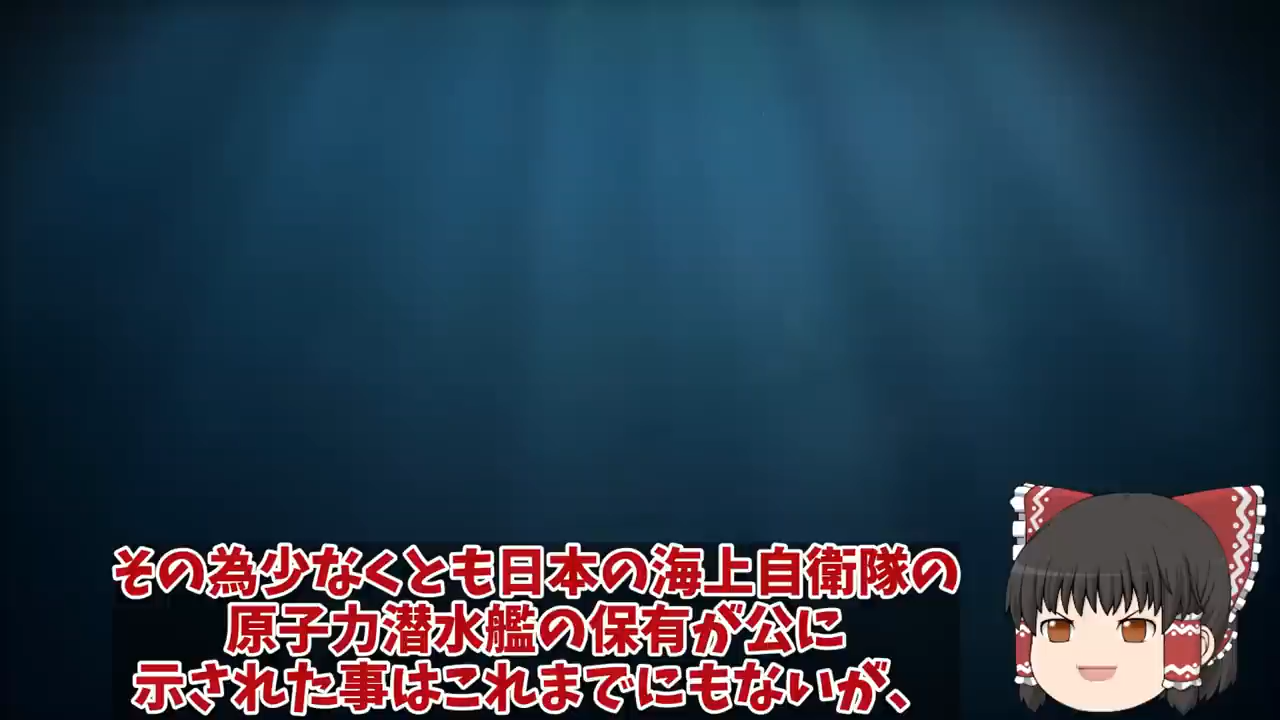 その為少なくとも日本の海上自衛隊の
原子力潜水艦の保有が公に
示された事はこれまでにもないが、